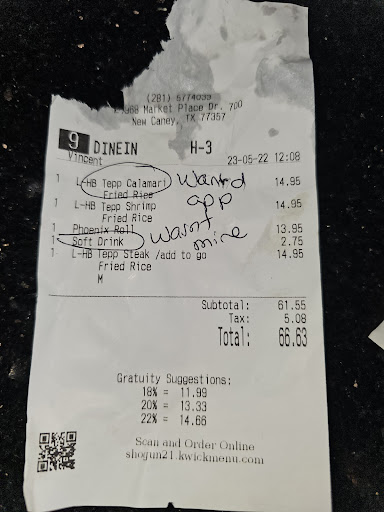 (281) 5774033
Market Place Dr. 700
New Caney, TX 77357
9 DINEIN H-3
Vincent 23-05-22 12:08
1 L-HB Tepp Calamari 14.95
Fried Rice
wanted app
1 L-HB Tepp Shrimp 14.95
Fried Rice
1 Phoenix Roll 13.95
1 Soft Drink 2.75
wasnt mine
1 L-HB Tepp Steak /add to go 14.95
Fried Rice
M
Subtotal: 61.55
Tax: 5.08
Total: 66.63
Gratuity Suggestions:
18% = 11.99
20% = 13.33
22% = 14.66
Scan and Order Online
shogun21.kwickmenu.com